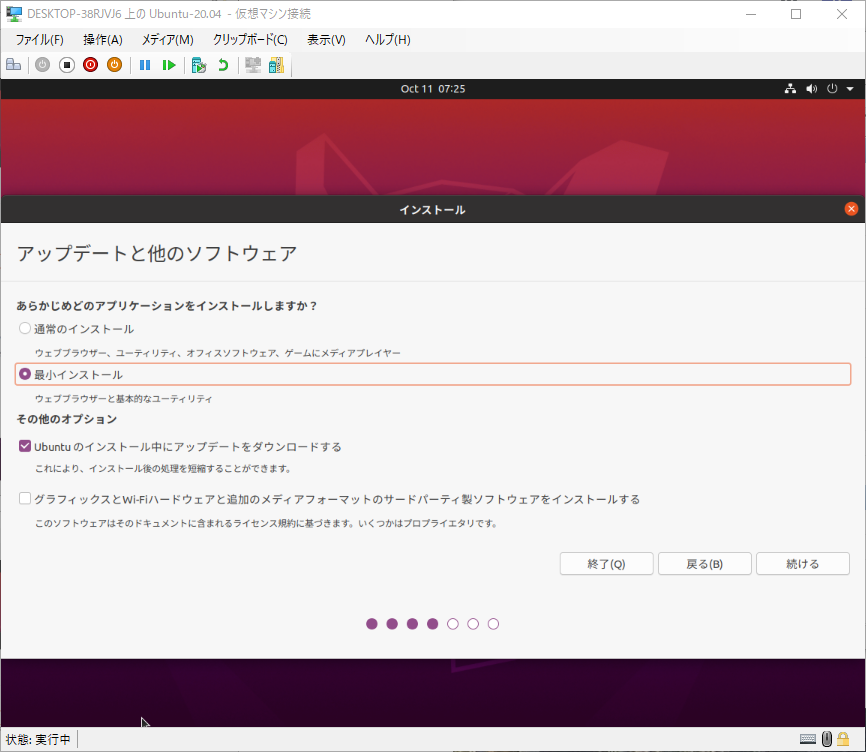 DESKTOP-38RJVJ6 上の Ubuntu-20.04 - 仮想マシン接続
ファイル(F) 操作(A) メディア(M) クリップボード(C) 表示(V) ヘルプ(H)
Oct 11 07:25
インストール
アップデートと他のソフトウェア
あらかじめどのアプリケーションをインストールしますか？
通常のインストール
ウェブブラウザー、ユーティリティ、オフィスソフトウェア、ゲームにメディアプレイヤー
最小インストール
ウェブブラウザーと基本的なユーティリティ
その他のオプション
Ubuntu のインストール中にアップデートをダウンロードする
これにより、インストール後の処理を短縮することができます。
グラフィックスとWi-Fiハードウェアと追加のメディアフォーマットのサードパーティ製ソフトウェアをインストールする
このソフトウェアはそのドキュメントに含まれるライセンス規約に基づきます。いくつかはプロプライエタリです。
終了(Q) 戻る(B) 続ける
状態: 実行中